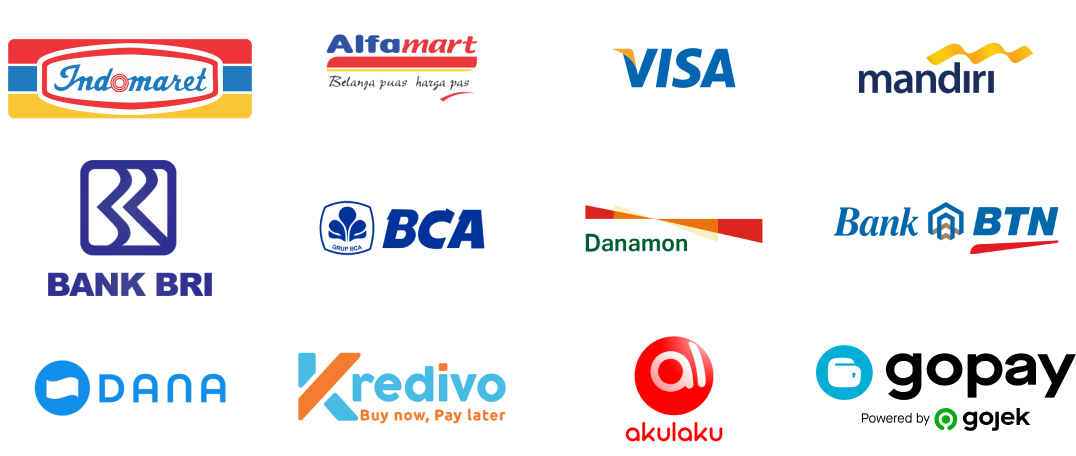 Indomaret
Alfamart
Belanja puas harga pas
VISA
mandiri
BANK BRI
GRUP BCA
BCA
Danamon
Bank BTN
DANA
Kredivo
Buy now, Pay later
al
akulaku
gopay
Powered by gojek